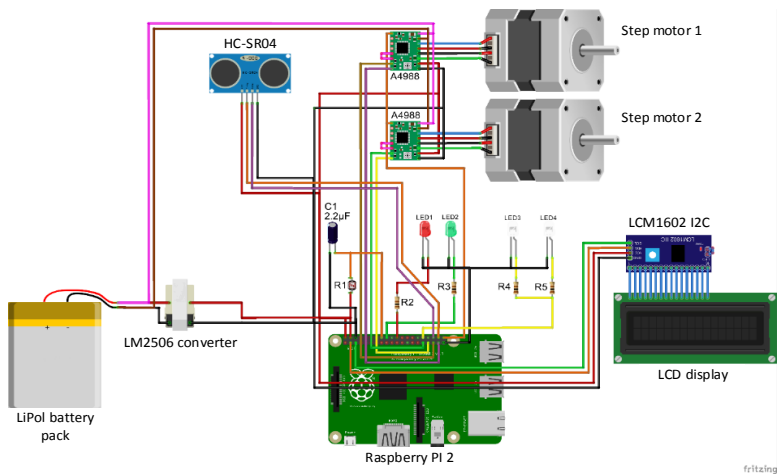 HC-SR04
Step motor 1
A4988
A4988
Step motor 2
C1
2.2μF
LED1
LED2
LED3
LED4
LCM1602 I2C
R1
R2
R3
R4
R5
+ -
LM2506 converter
LiPol battery
pack
Raspberry PI 2
LCD display
fritzing